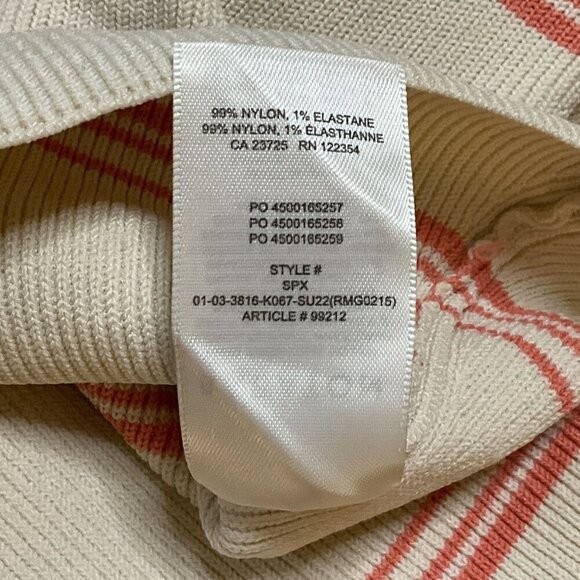 99% NYLON, 1% ELASTANE
99% NYLON, 1% ÉLASTHANNE
CA 23725 RN 122354
PO 4500165257
PO 4500165258
PO 4500165259
STYLE #
SPX
01-03-3816-K067-SU22(RMG0215)
ARTICLE # 99212